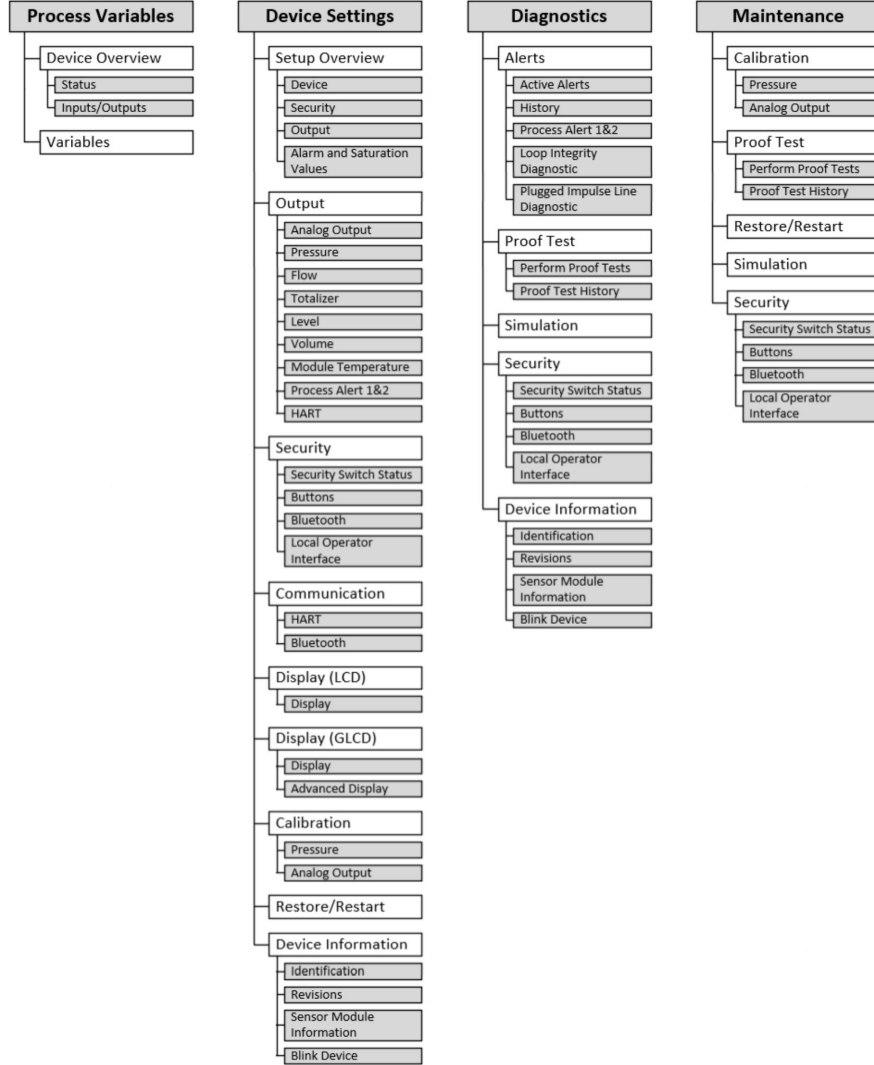 Process Variables
Device Overview
Status
Inputs/Outputs
Variables
Device Settings
Setup Overview
Device
Security
Output
Alarm and Saturation
Values
Output
Analog Output
Pressure
Flow
Totalizer
Level
Volume
Module Temperature
Process Alert 1&2
HART
Security
Security Switch Status
Buttons
Bluetooth
Local Operator
Interface
Communication
HART
Bluetooth
Display (LCD)
Display
Display (GLCD)
Display
Advanced Display
Calibration
Pressure
Analog Output
Restore/Restart
Device Information
Identification
Revisions
Sensor Module
Information
Blink Device
Diagnostics
Alerts
Active Alerts
History
Process Alert 1&2
Loop Integrity
Diagnostic
Plugged Impulse Line
Diagnostic
Proof Test
Perform Proof Tests
Proof Test History
Simulation
Security
Security Switch Status
Buttons
Bluetooth
Local Operator
Interface
Device Information
Identification
Revisions
Sensor Module
Information
Blink Device
Maintenance
Calibration
Pressure
Analog Output
Proof Test
Perform Proof Tests
Proof Test History
Restore/Restart
Simulation
Security
Security Switch Status
Buttons
Bluetooth
Local Operator
Interface